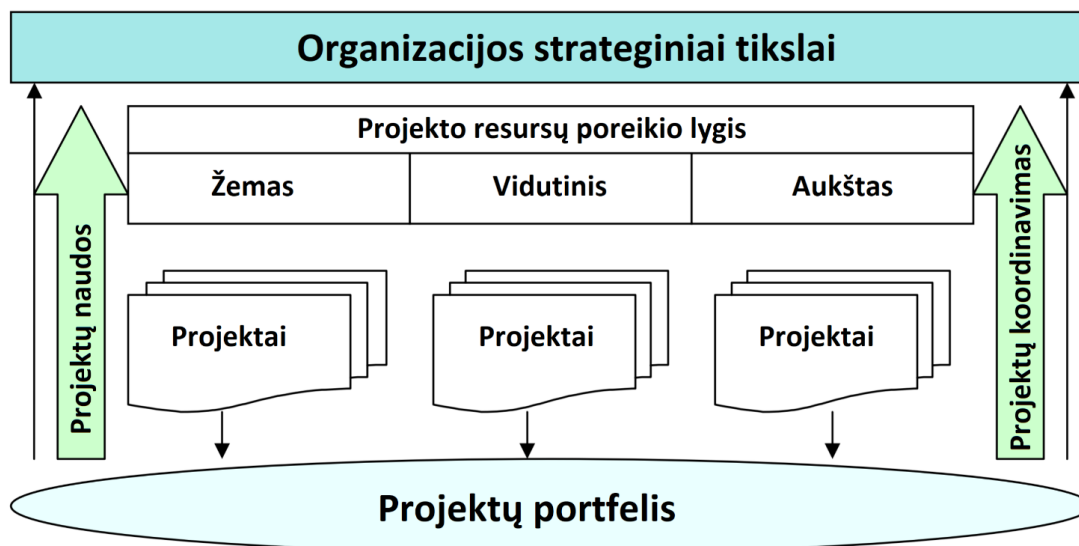 Organizacijos strateginiai tikslai
Projekto resursų poreikio lygis
Žemas
Vidutinis
Aukštas
Projektų naudos
Projektai
Projektai
Projektai
Projektų koordinavimas
Projektų portfelis